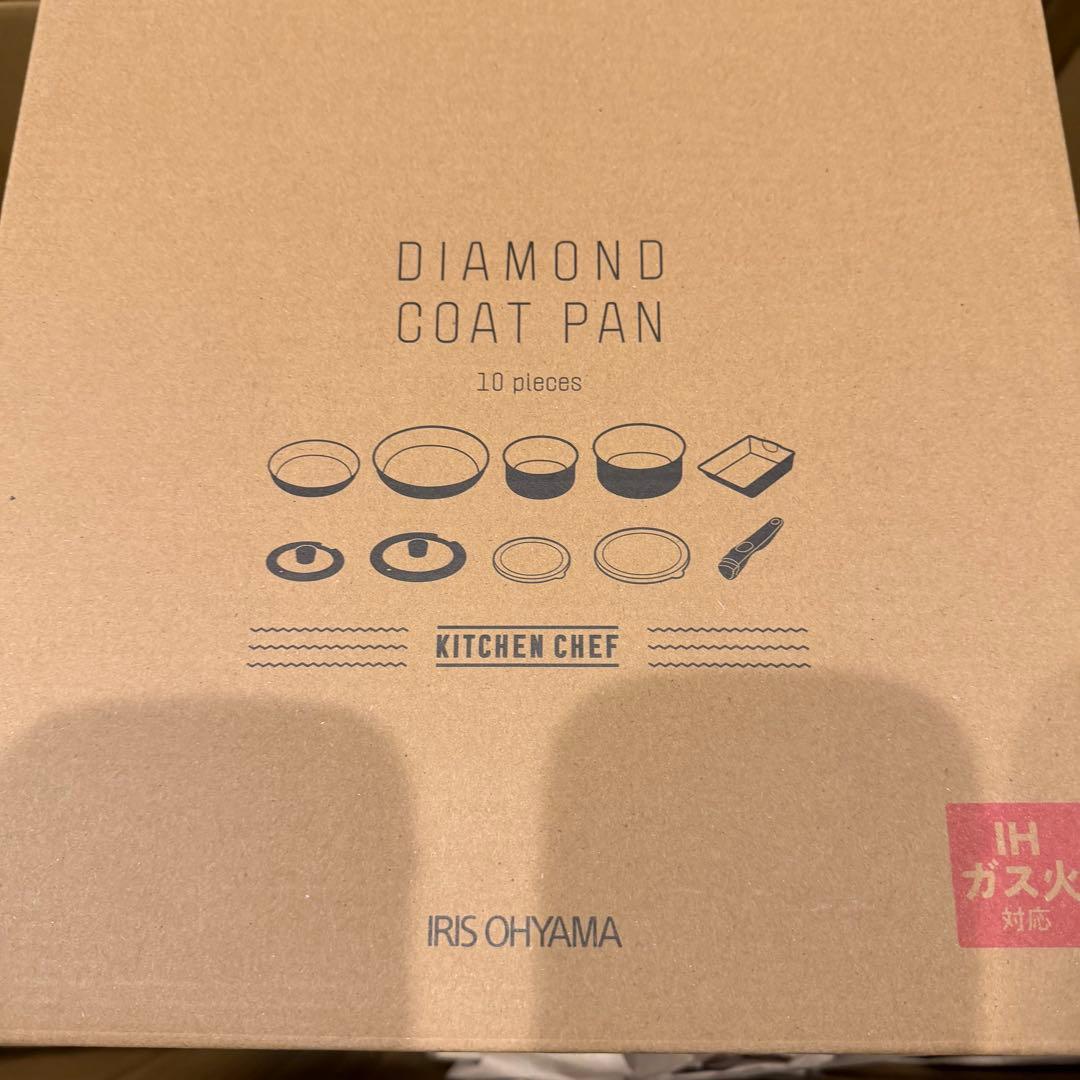 DIAMOND
COAT PAN
10 pieces
KITCHEN CHEF
IH
ガス火
対応
IRIS OHYAMA